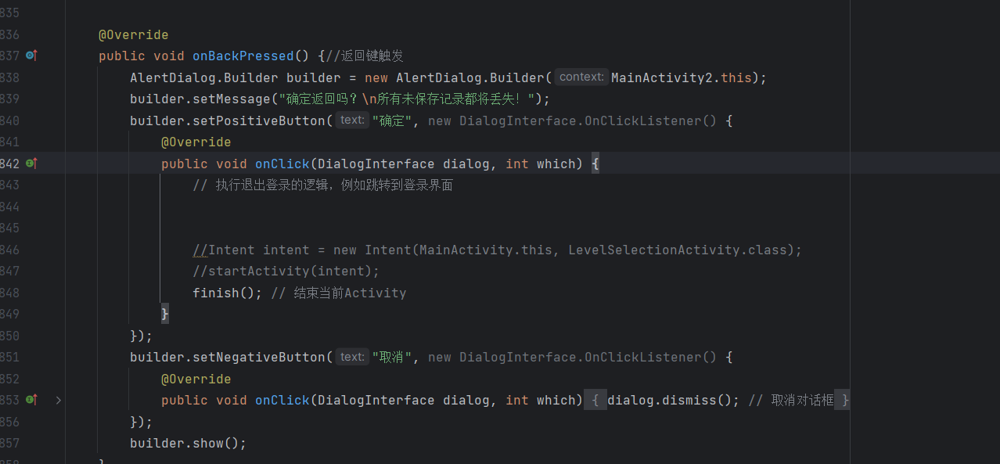 835
836 @Override
837 public void onBackPressed() {//返回键触发
838 AlertDialog.Builder builder = new AlertDialog.Builder( context: MainActivity2.this);
839 builder.setMessage("确定返回吗？\n所有未保存记录都将丢失！");
840 builder.setPositiveButton( text: "确定", new DialogInterface.OnClickListener() {
841 @Override
842 public void onClick(DialogInterface dialog, int which) {
843 // 执行退出登录的逻辑，例如跳转到登录界面
844
845
846 //Intent intent = new Intent(MainActivity.this, LevelSelectionActivity.class);
847 //startActivity(intent);
848 finish(); // 结束当前Activity
849 }
850 });
851 builder.setNegativeButton( text: "取消", new DialogInterface.OnClickListener() {
852 @Override
853 public void onClick(DialogInterface dialog, int which) { dialog.dismiss(); // 取消对话框 }
856 });
857 builder.show();
858 }